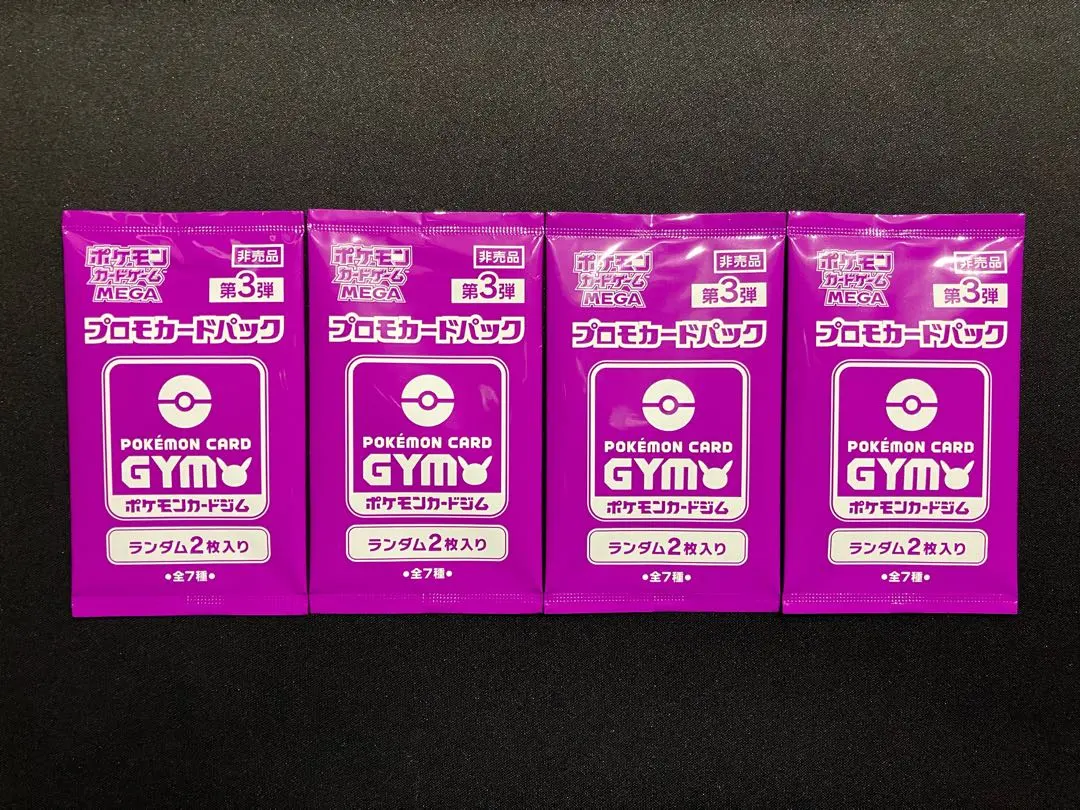 ポケモン
カードゲーム
MEGA
非売品
第3弾
プロモカードパック
POKÉMON CARD
GYM
ポケモンカードジム
ランダム2枚入り
●全7種●
ポケモン
カードゲーム
MEGA
非売品
第3弾
プロモカードパック
POKÉMON CARD
GYM
ポケモンカードジム
ランダム2枚入り
●全7種●
ポケモン
カードゲーム
MEGA
非売品
第3弾
プロモカードパック
POKÉMON CARD
GYM
ポケモンカードジム
ランダム2枚入り
●全7種●
ポケモン
カードゲーム
MEGA
非売品
第3弾
プロモカードパック
POKÉMON CARD
GYM
ポケモンカードジム
ランダム2枚入り
●全7種●